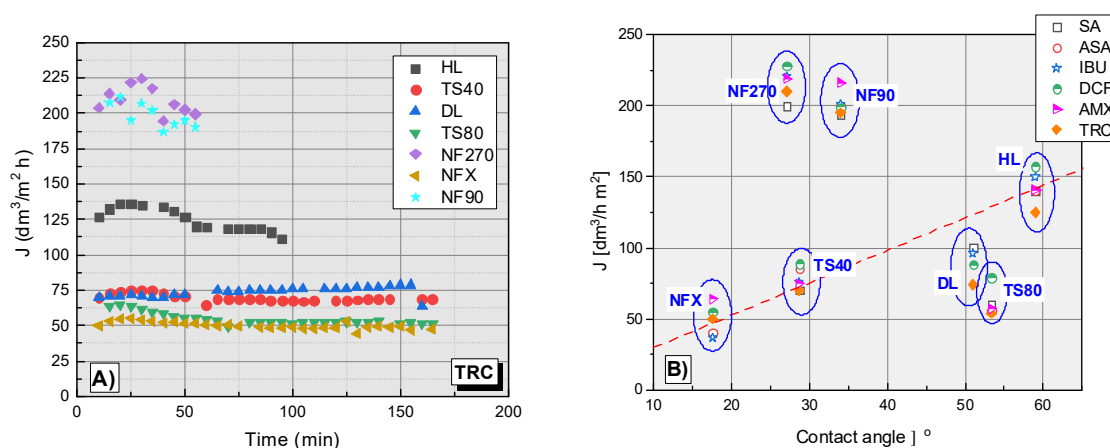 250
225
200
175
150
125
100
75
50
25
0
J (dm³/m² h)
HL
TS40
DL
TS80
NF270
NFX
NF90
A)
TRC
0
50
100
150
200
Time (min)
250
200
150
100
50
0
J [dm³/h m²]
SA
ASA
IBU
DCF
AMX
TRC
NF270
NF90
HL
TS40
NFX
DL
TS80
B)
10
20
30
40
50
60
Contact angle ] °